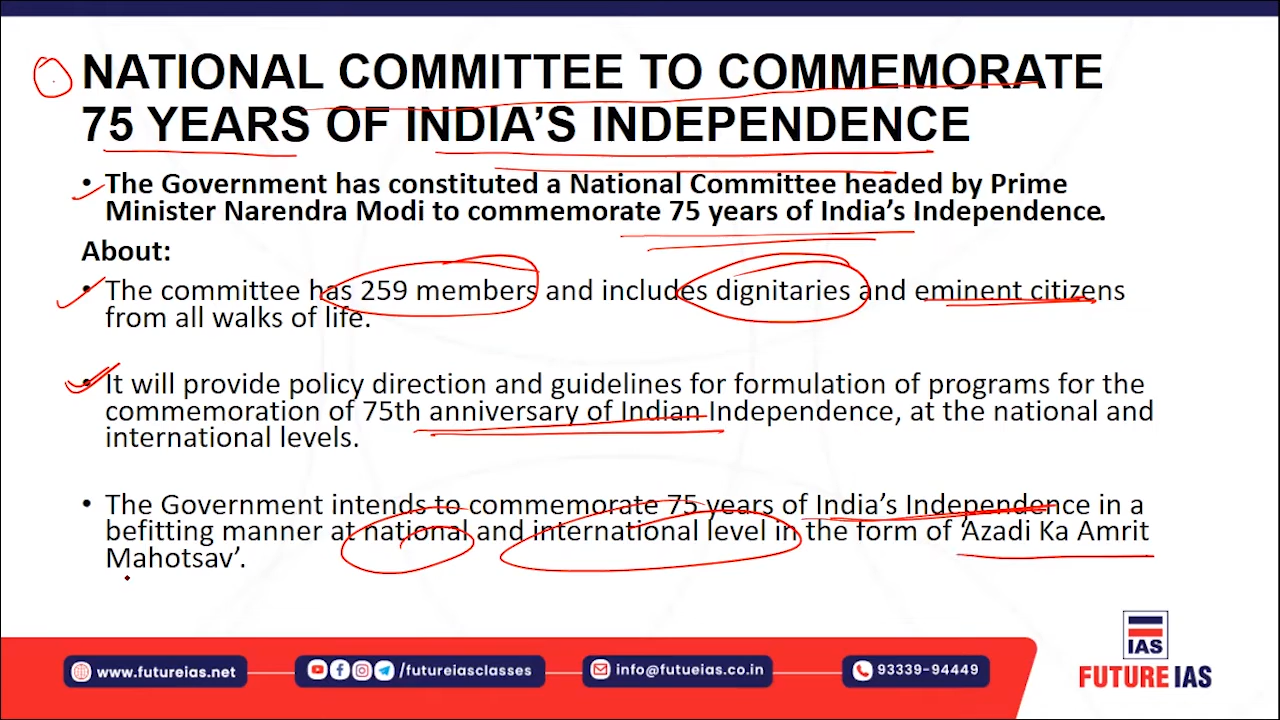 NATIONAL COMMITTEE TO COMMEMORATE
75 YEARS OF INDIA'S INDEPENDENCE
• The Government has constituted a National Committee headed by Prime
Minister Narendra Modi to commemorate 75 years of India's Independence.
About:
• The committee has 259 members and includes dignitaries and eminent citizens
from all walks of life.
• It will provide policy direction and guidelines for formulation of programs for the
commemoration of 75th anniversary of Indian Independence, at the national and
international levels.
• The Government intends to commemorate 75 years of India's Independence in a
befitting manner at national and international level in the form of 'Azadi Ka Amrit
Mahotsav'.
www.futureias.net
/futureiasclasses
info@futueias.co.in
93339-94449
IAS
FUTURE IAS